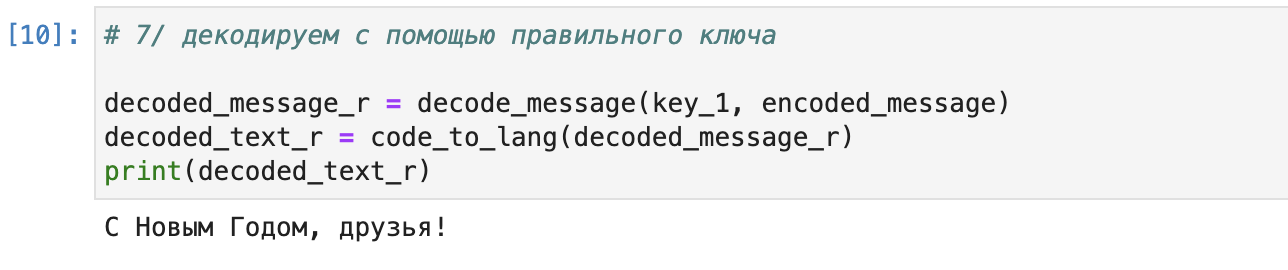 [10]: # 7/ декодируем с помощью правильного ключа
decoded_message_r = decode_message(key_1, encoded_message)
decoded_text_r = code_to_lang(decoded_message_r)
print(decoded_text_r)
С Новым Годом, друзья!